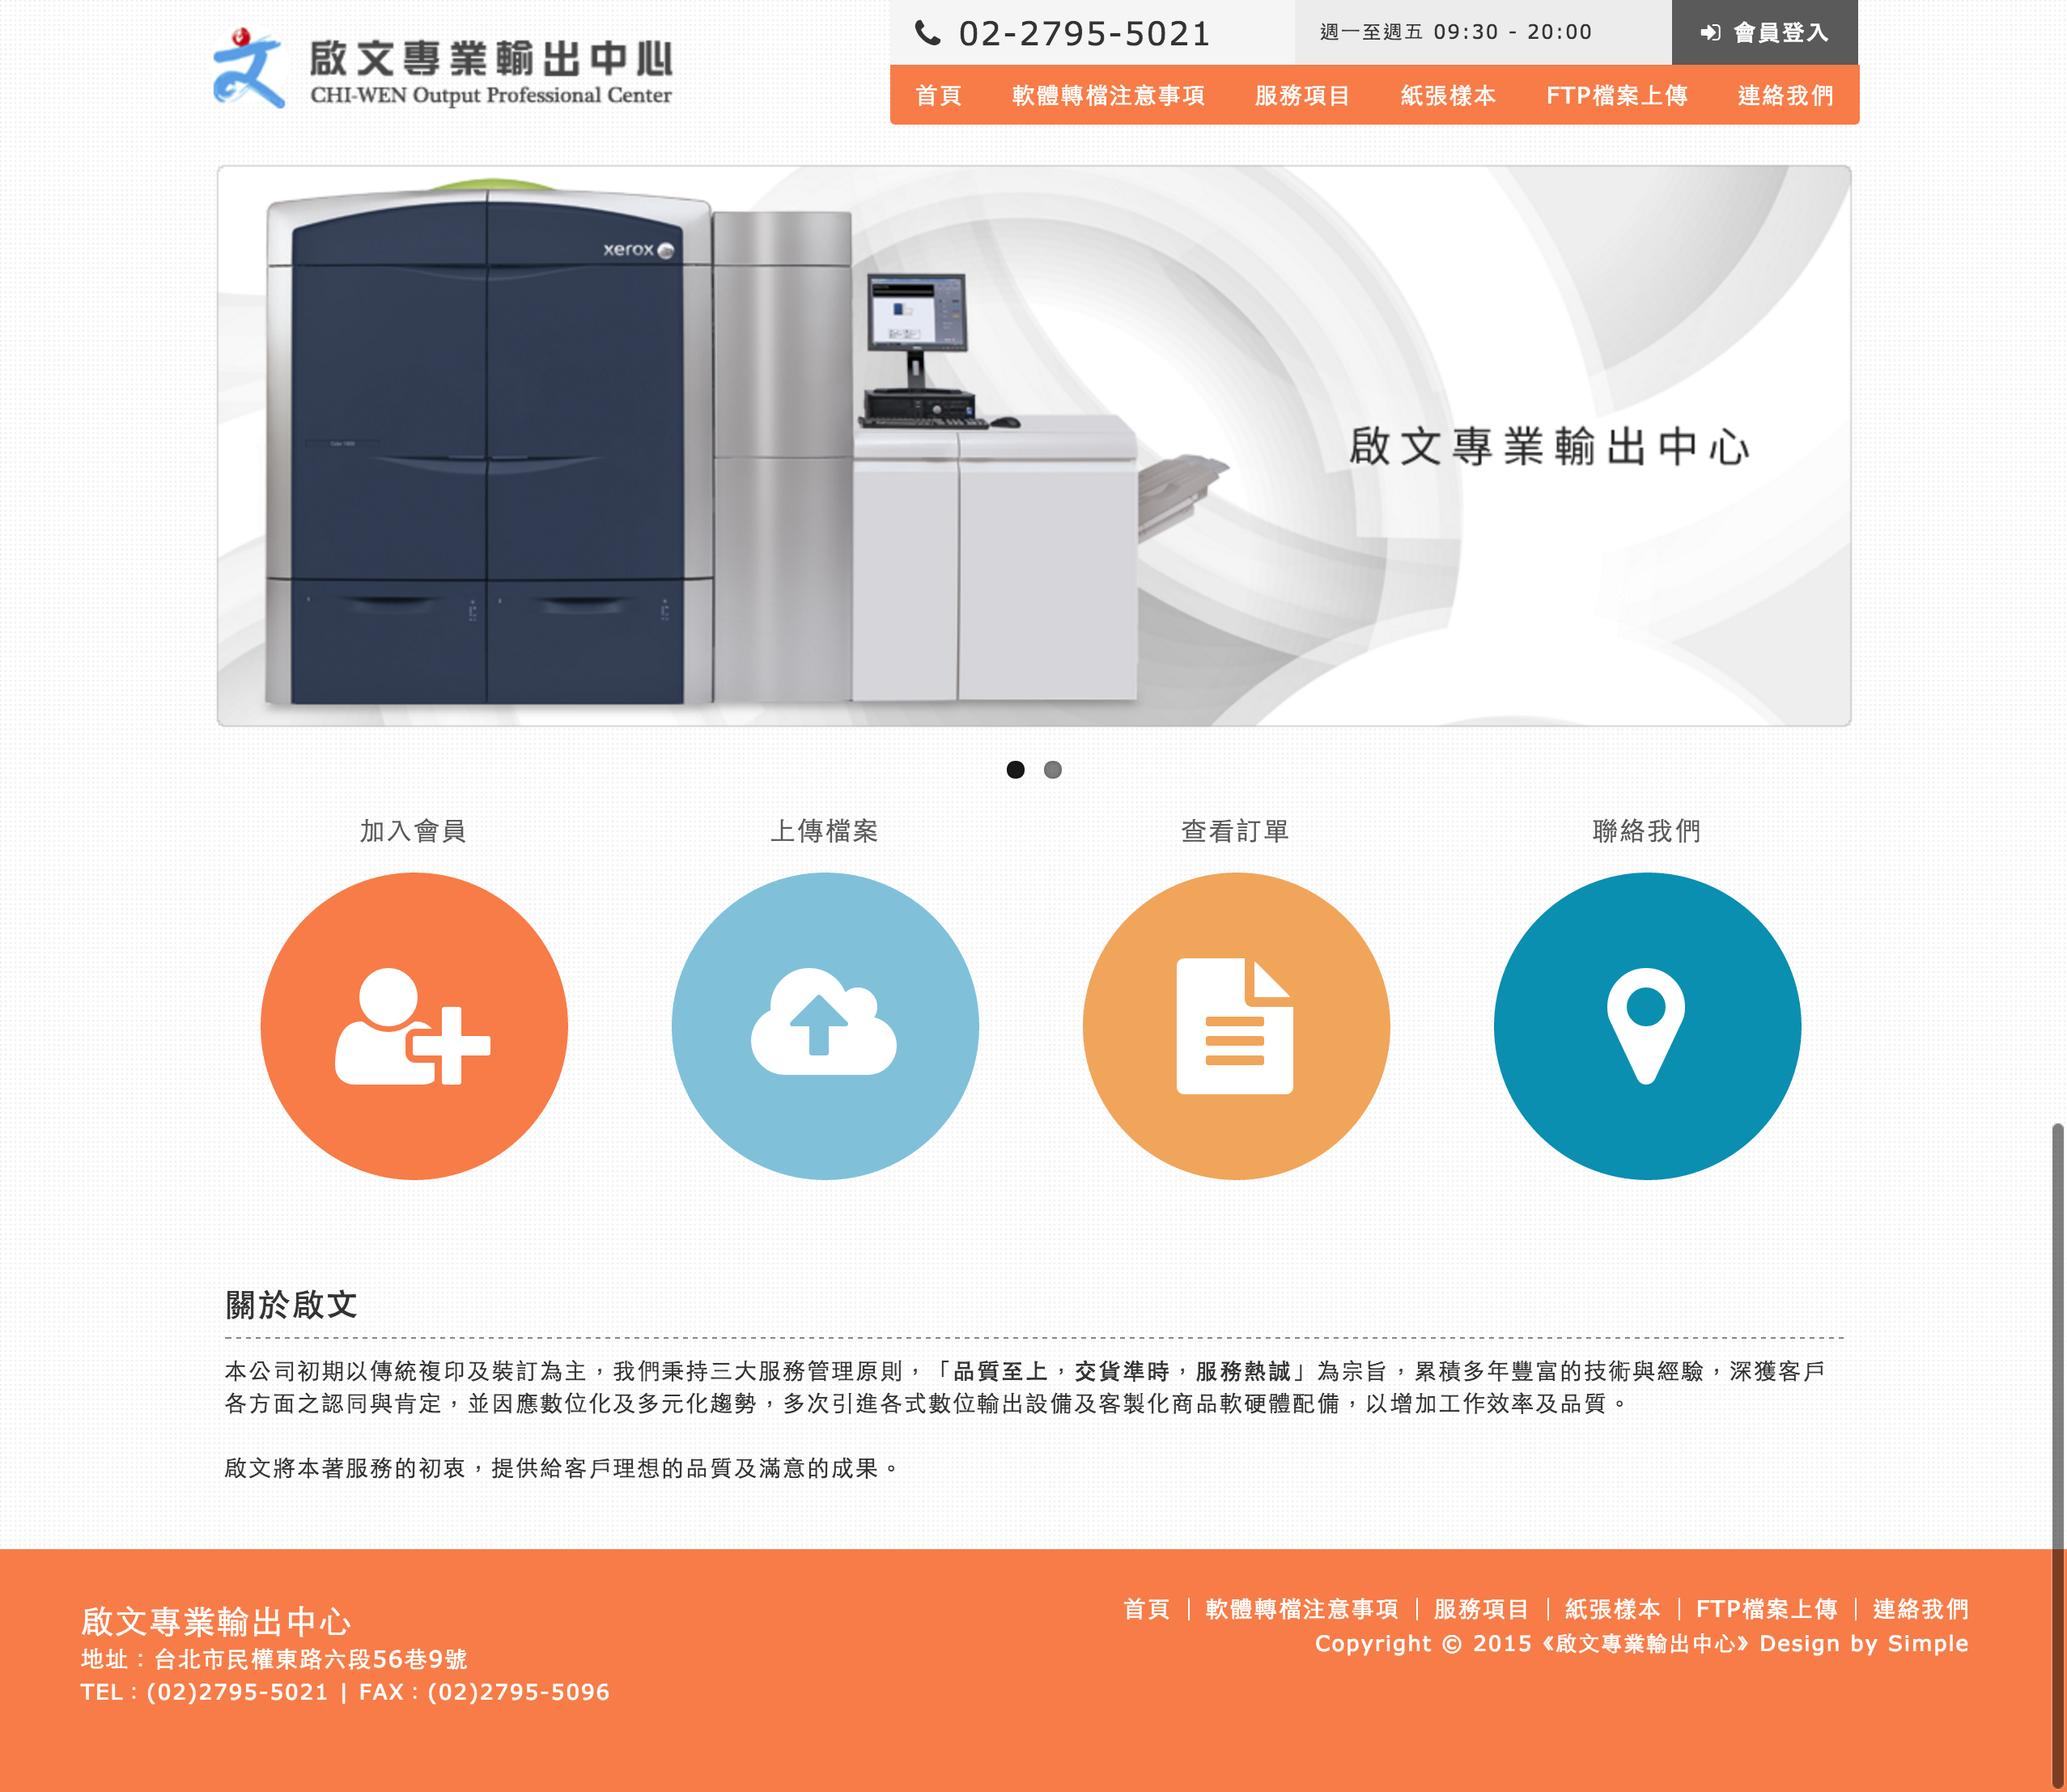 啟文專業輸出中心
CHI-WEN Output Professional Center
02-2795-5021
週一至週五 09:30 - 20:00
會員登入
首頁
軟體轉檔注意事項
服務項目
紙張樣本
FTP檔案上傳
連絡我們
xerox
啟文專業輸出中心
加入會員
上傳檔案
查看訂單
聯絡我們
關於啟文
本公司初期以傳統複印及裝訂為主，我們秉持三大服務管理原則，「品質至上，交貨準時，服務熱誠」為宗旨，累積多年豐富的技術與經驗，深獲客戶
各方面之認同與肯定，並因應數位化及多元化趨勢，多次引進各式數位輸出設備及客製化商品軟硬體配備，以增加工作效率及品質。
啟文將本著服務的初衷，提供給客戶理想的品質及滿意的成果。
啟文專業輸出中心
地址：台北市民權東路六段56巷9號
TEL：(02)2795-5021 | FAX：(02)2795-5096
首頁 | 軟體轉檔注意事項 | 服務項目 | 紙張樣本 | FTP檔案上傳 | 連絡我們
Copyright © 2015《啟文專業輸出中心》Design by Simple